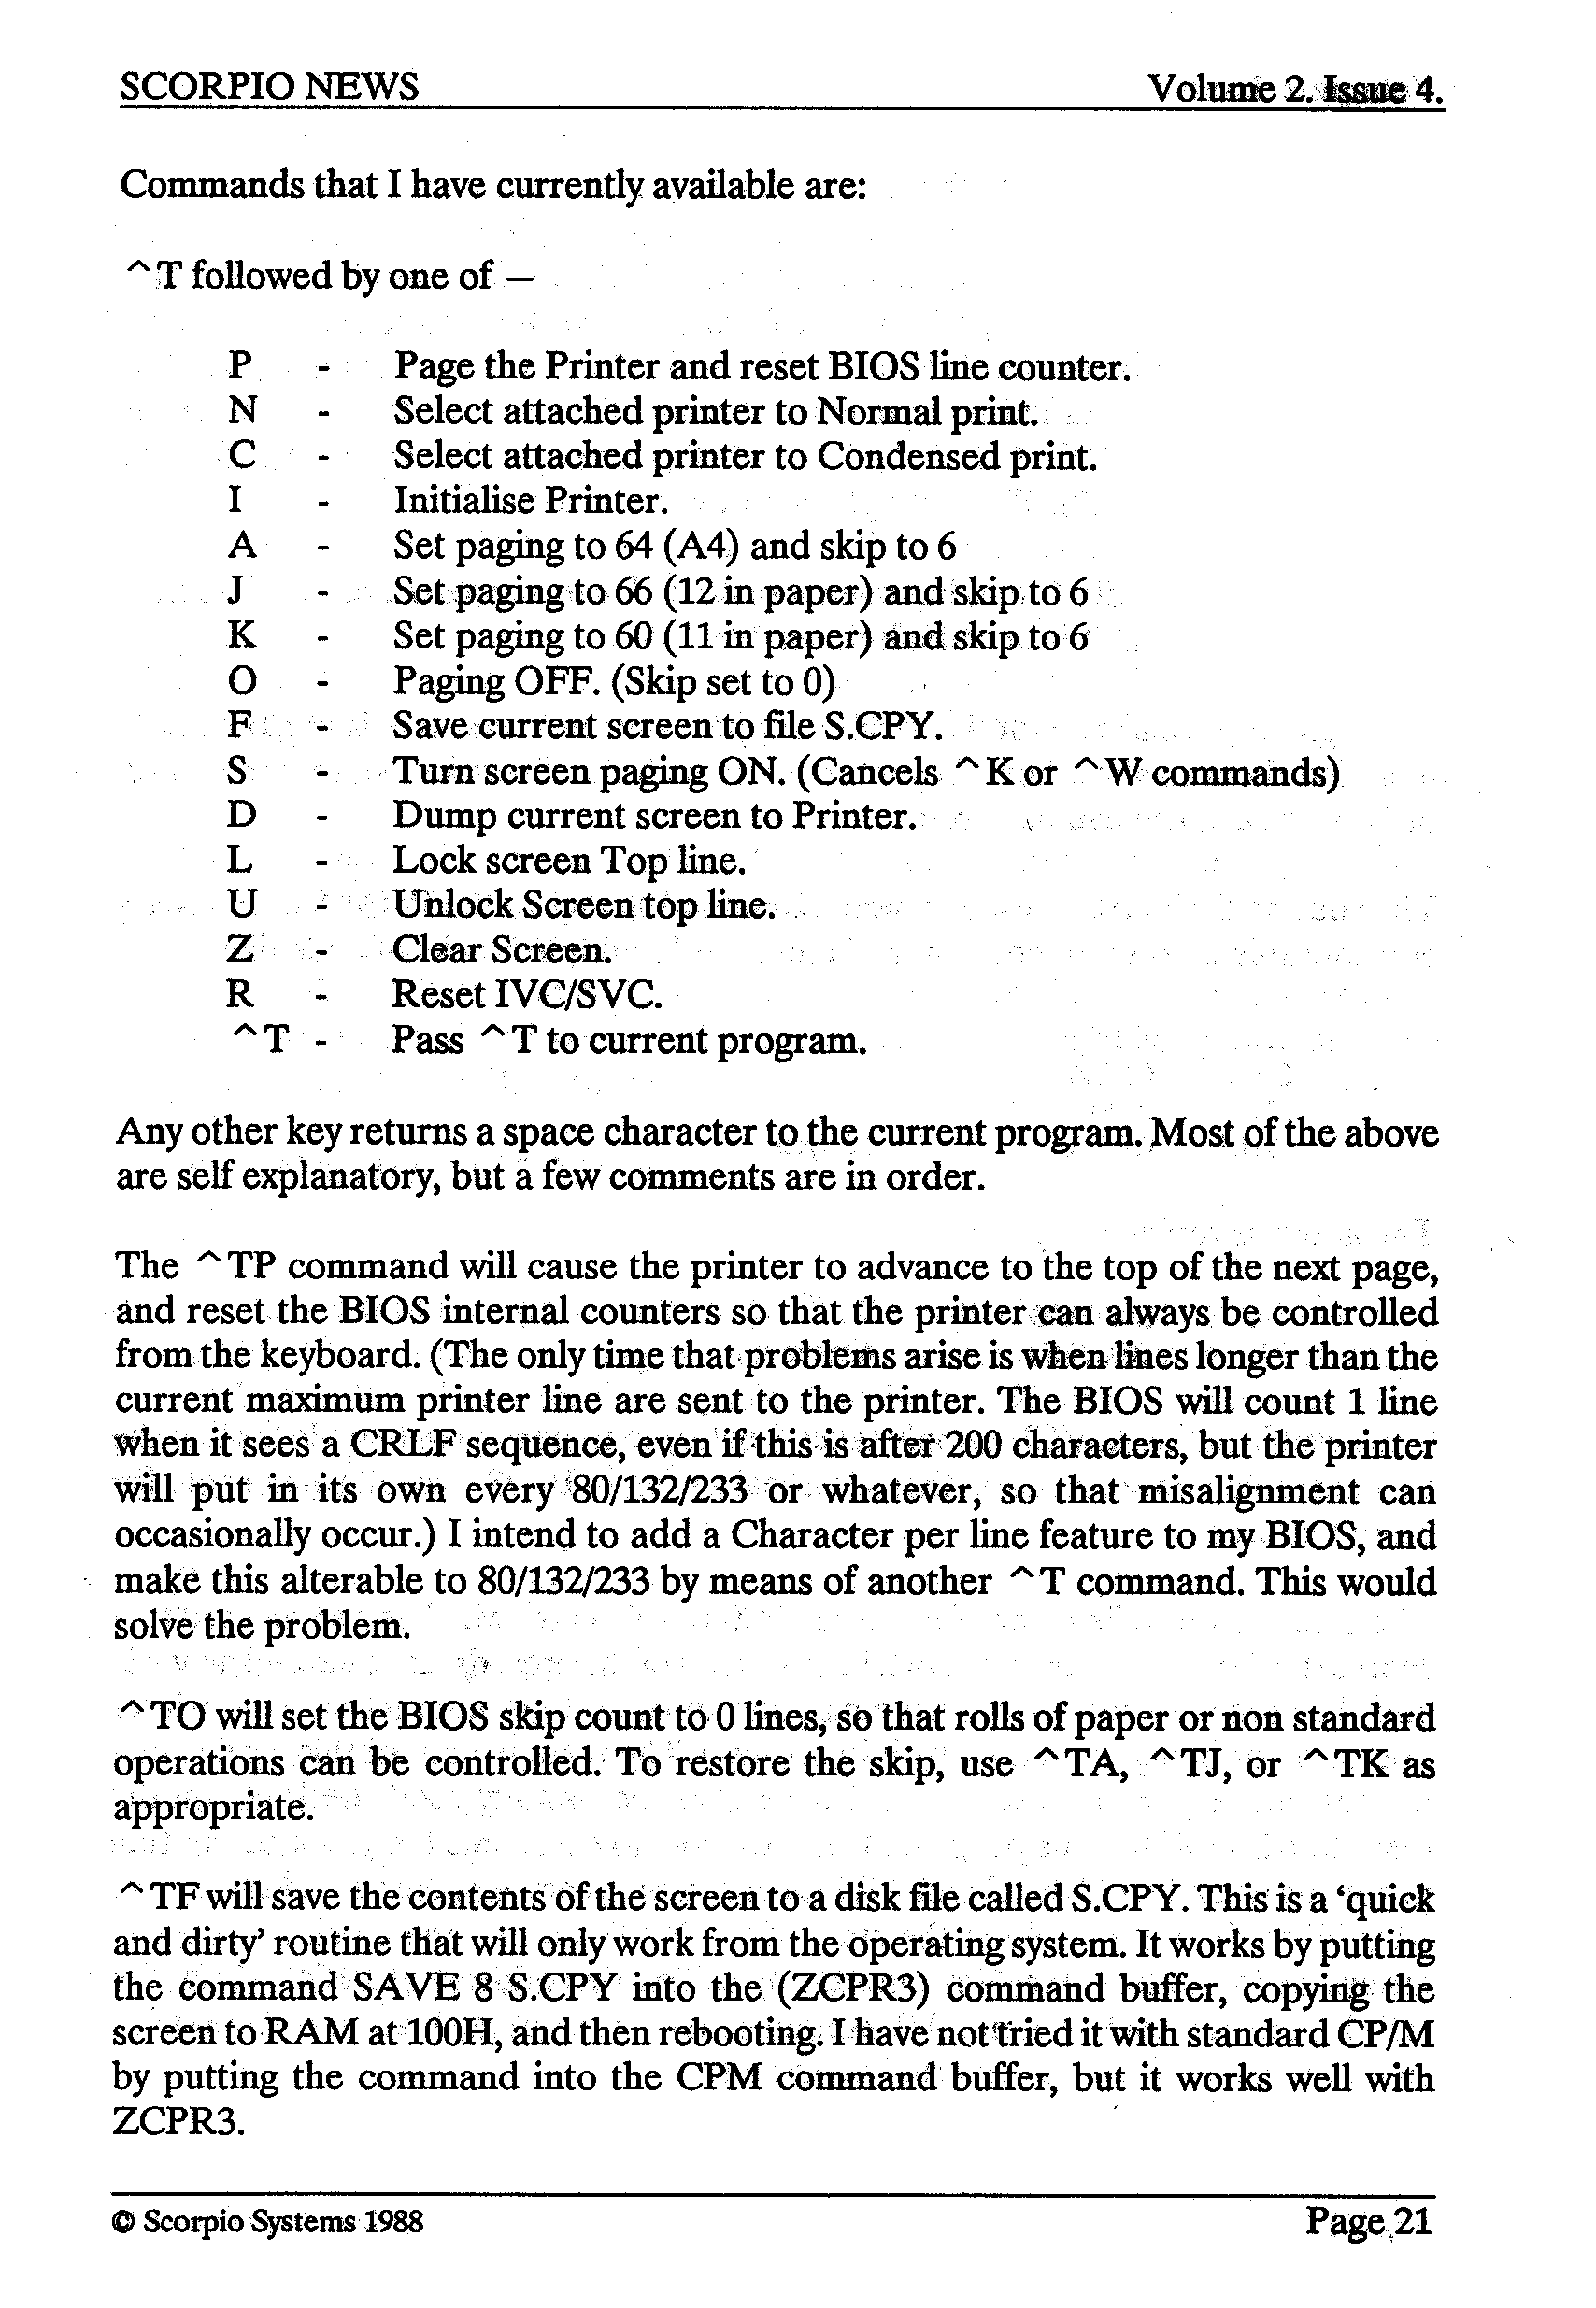 SCORPIO NEWS Volume 2. Issue 4.
Commands that I have currently available are:
^T followed by one of —
P - Page the Printer and reset BIOS line counter.
N - Select attached printer to Normal print.
C - Select attached printer to Condensed print.
I - Initialise Printer.
A - Set paging to 64 (A4) and skip to 6
J - Set paging to 66 (12 in paper) and skip to 6
K - Set paging to 60 (11 in paper) and skip to 6
O - Paging OFF. (Skip set to 0)
F - Save current screen to file S.CPY.
S - Turn screen paging ON. (Cancels ^K or ^W commands)
D - Dump current screen to Printer.
L - Lock screen Top line.
U - Unlock Screen top line.
Z - Clear Screen.
R - Reset IVC/SVC.
^T - Pass ^T to current program.
Any other key returns a space character to the current program. Most of the above
are self explanatory, but a few comments are in order.
The ^TP command will cause the printer to advance to the top of the next page,
and reset the BIOS internal counters so that the printer can always be controlled
from the keyboard. (The only time that problems arise is when lines longer than the
current maximum printer line are sent to the printer. The BIOS will count 1 line
when it sees a CRLF sequence, even if this is after 200 characters, but the printer
will put in its own every 80/132/233 or whatever, so that misalignment can
occasionally occur.) I intend to add a Character per line feature to my BIOS, and
make this alterable to 80/132/233 by means of another ^T command. This would
solve the problem.
^TO will set the BIOS skip count to 0 lines, so that rolls of paper or non standard
operations can be controlled. To restore the skip, use ^TA, ^TJ, or ^TK as
appropriate.
^TF will save the contents of the screen to a disk file called S.CPY. This is a ‘quick
and dirty’ routine that will only work from the operating system. It works by putting
the command SAVE 8 S.CPY into the (ZCPR3) command buffer, copying the
screen to RAM at 100H, and then rebooting. I have not tried it with standard CP/M
by putting the command into the CPM command buffer, but it works well with
ZCPR3.
© Scorpio Systems 1988 Page 21